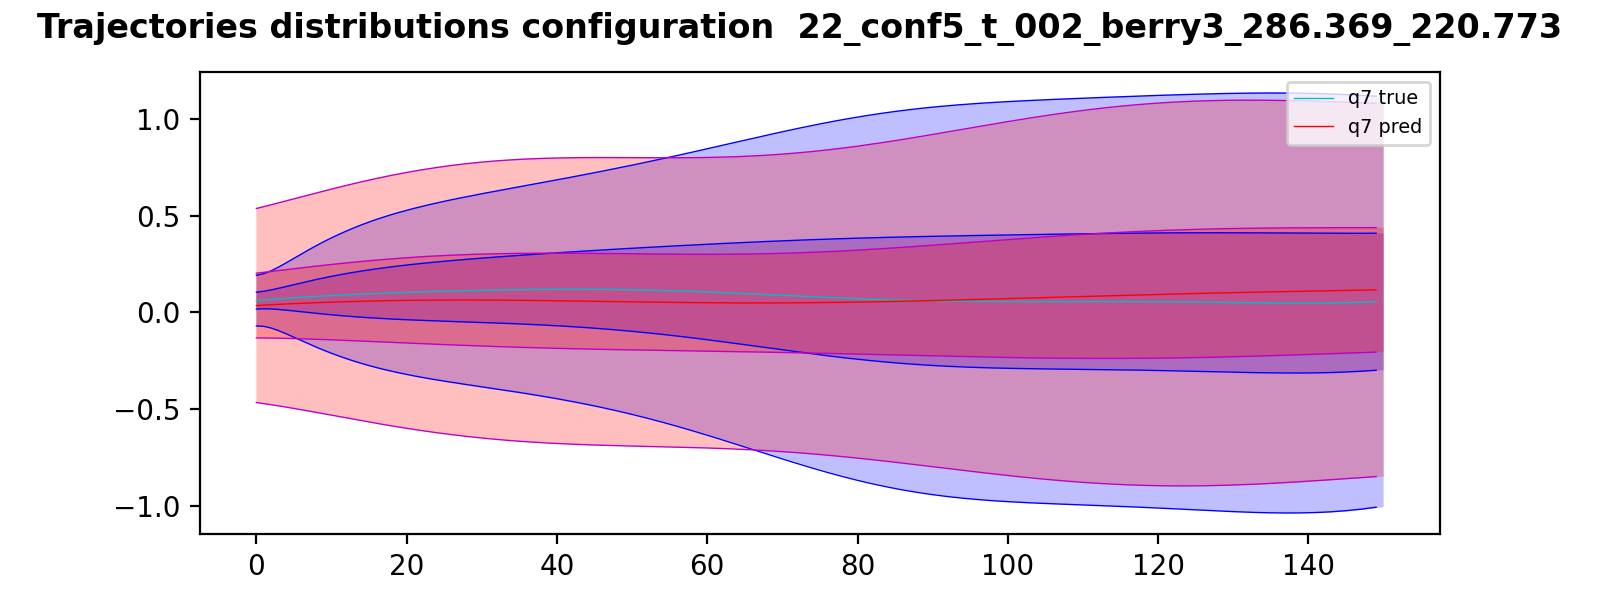 Trajectories distributions configuration  22_conf5_t_002_berry3_286.369_220.773
q7 true
q7 pred
1.0
0.5
0.0
−0.5
−1.0
0 20 40 60 80 100 120 140